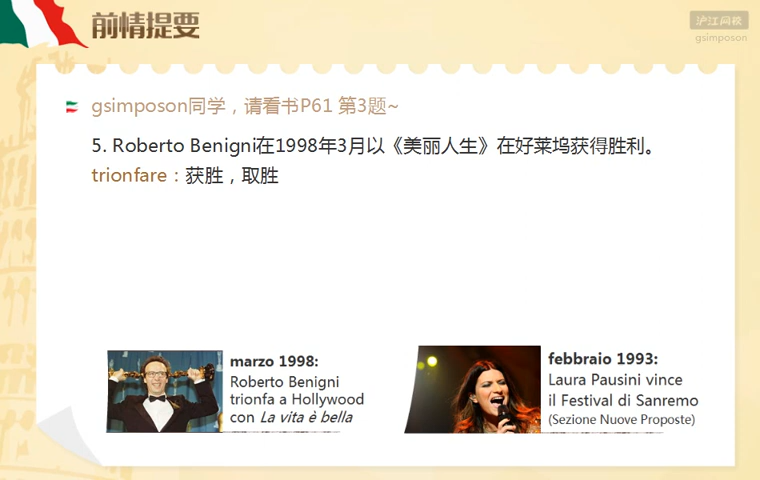 前情提要
沪江网校
gsimposon
gsimposon同学，请看书P61 第3题~
5. Roberto Benigni在1998年3月以《美丽人生》在好莱坞获得胜利。
trionfare：获胜，取胜
marzo 1998:
Roberto Benigni
trionfa a Hollywood
con La vita è bella
febbraio 1993:
Laura Pausini vince
il Festival di Sanremo
(Sezione Nuove Proposte)